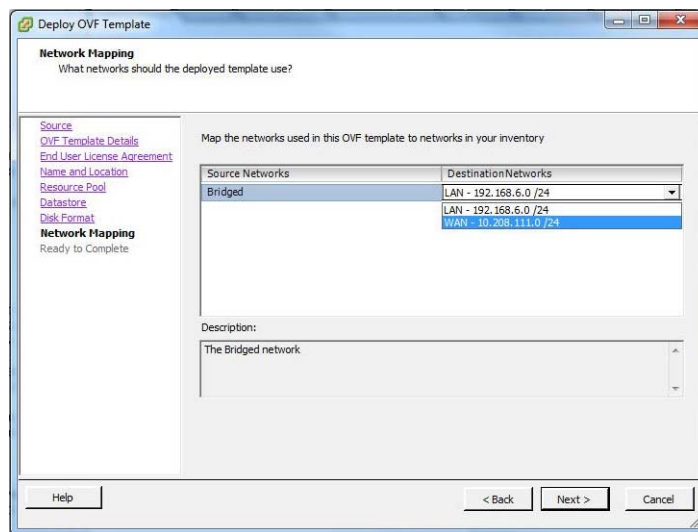 Deploy OVF Template
Network Mapping
What networks should the deployed template use?
Source
OVF Template Details
End User License Agreement
Name and Location
Resource Pool
Datastore
Disk Format
Network Mapping
Ready to Complete
Map the networks used in this OVF template to networks in your inventory
Source Networks DestinationNetworks
Bridged LAN - 192.168.6.0 /24
LAN - 192.168.6.0 /24
WAN - 10.208.111.0 /24
Description:
The Bridged network
Help < Back Next > Cancel